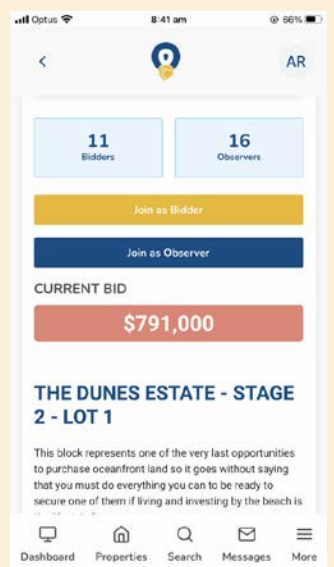 Optus 8:41 am 66%
AR
11 16
Bidders Observers
Join as Bidder
Join as Observer
CURRENT BID
$791,000
THE DUNES ESTATE - STAGE
2 - LOT 1
This block represents one of the very last opportunities
to purchase oceanfront land so it goes without saying
that you must do everything you can to be ready to
secure one of them if living and investing by the beach is
Dashboard Properties Search Messages More